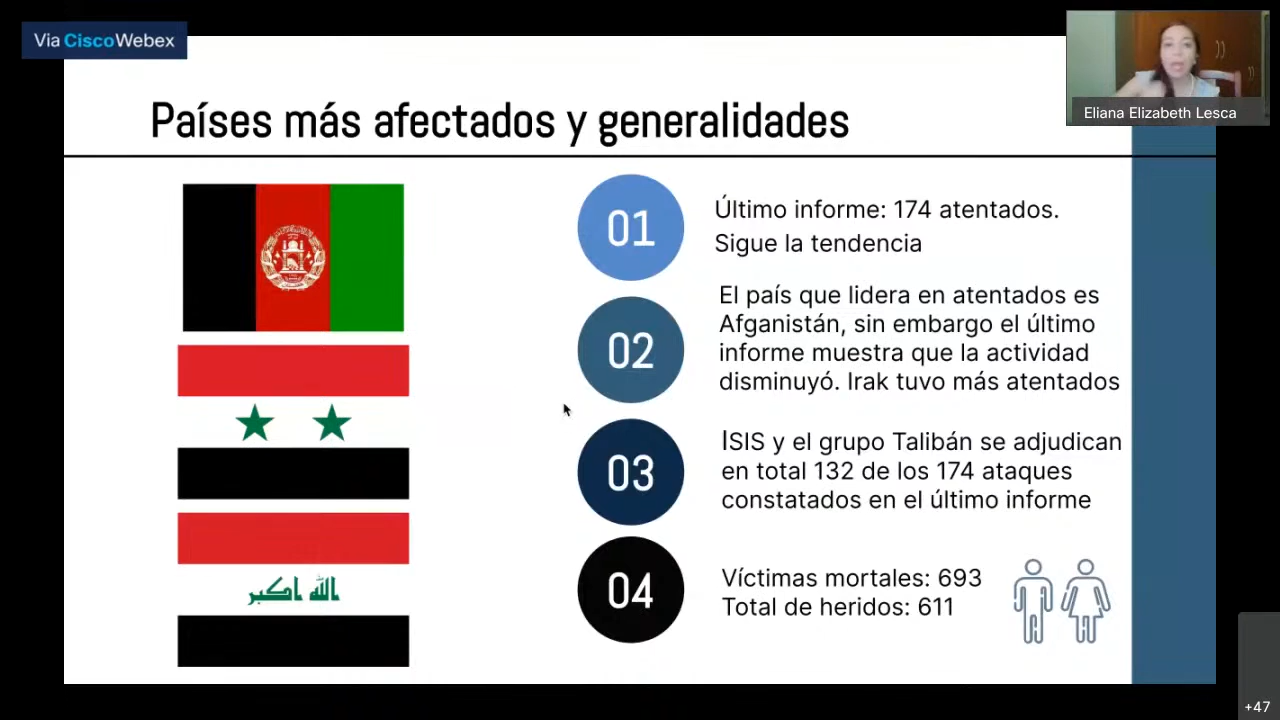 Via CiscoWebex
Eliana Elizabeth Lesca
Países más afectados y generalidades
01
Último informe: 174 atentados.
Sigue la tendencia
02
El país que lidera en atentados es
Afganistán, sin embargo el último
informe muestra que la actividad
disminuyó. Irak tuvo más atentados
03
ISIS y el grupo Talibán se adjudican
en total 132 de los 174 ataques
constatados en el último informe
04
Víctimas mortales: 693
Total de heridos: 611
الله اكبر
+47